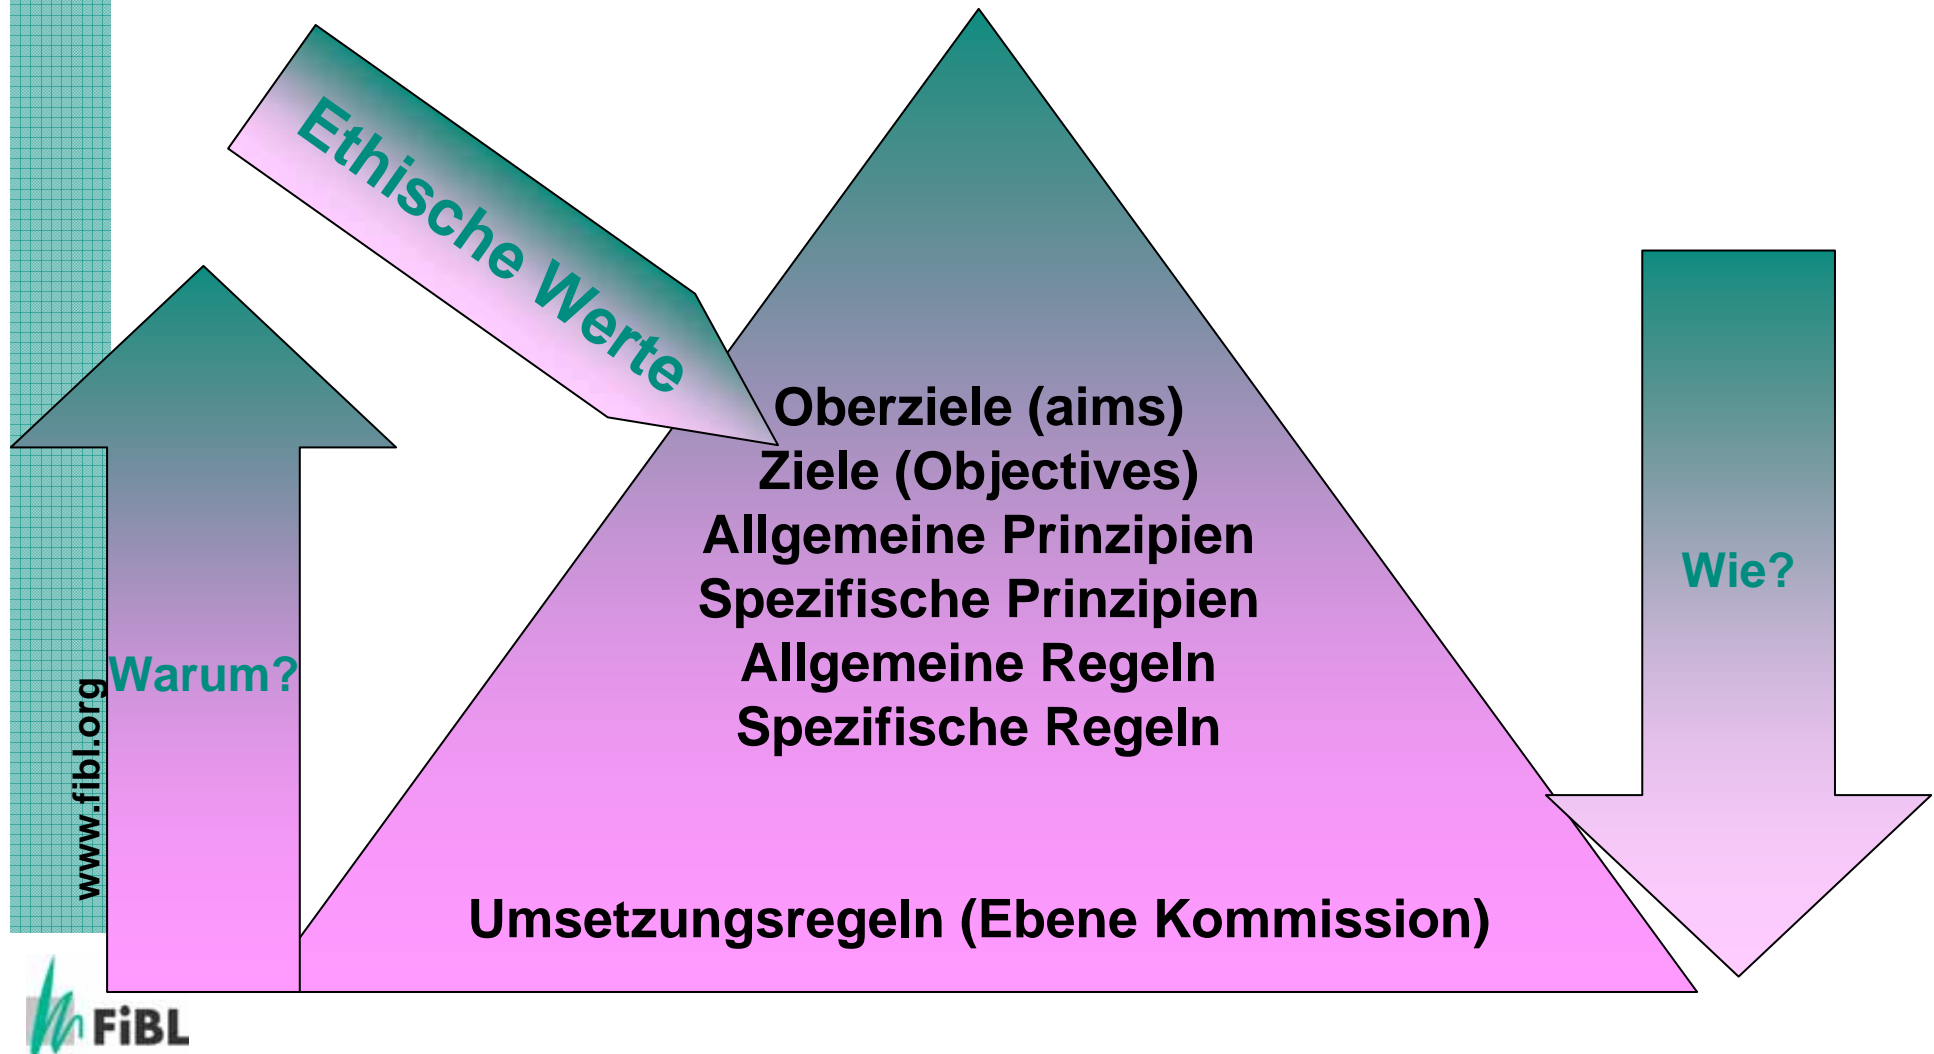 Ethische Werte
Oberziele (aims)
Ziele (Objectives)
Allgemeine Prinzipien
Spezifische Prinzipien
Allgemeine Regeln
Spezifische Regeln
Umsetzungsregeln (Ebene Kommission)
Warum?
Wie?
www.fibl.org
FiBL